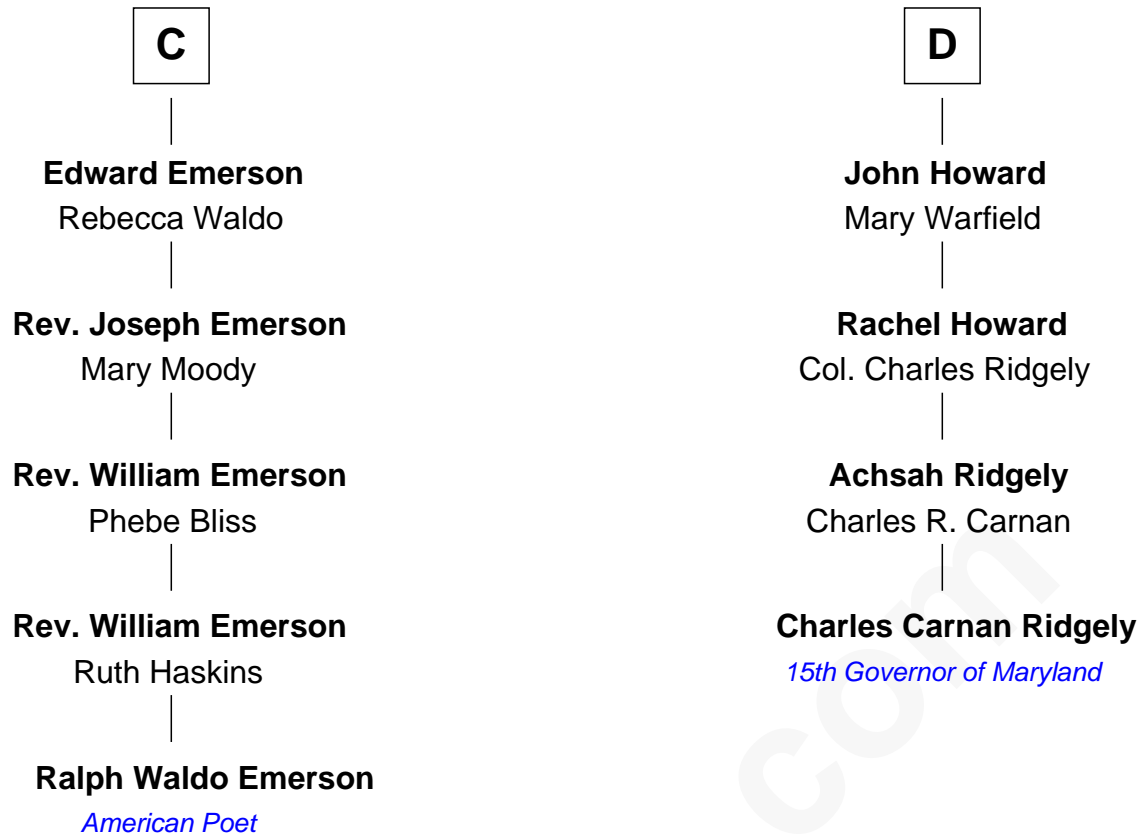 C
Edward Emerson
Rebecca Waldo
Rev. Joseph Emerson
Mary Moody
Rev. William Emerson
Phebe Bliss
Rev. William Emerson
Ruth Haskins
Ralph Waldo Emerson
American Poet
D
John Howard
Mary Warfield
Rachel Howard
Col. Charles Ridgely
Achsah Ridgely
Charles R. Carnan
Charles Carnan Ridgely
15th Governor of Maryland
com